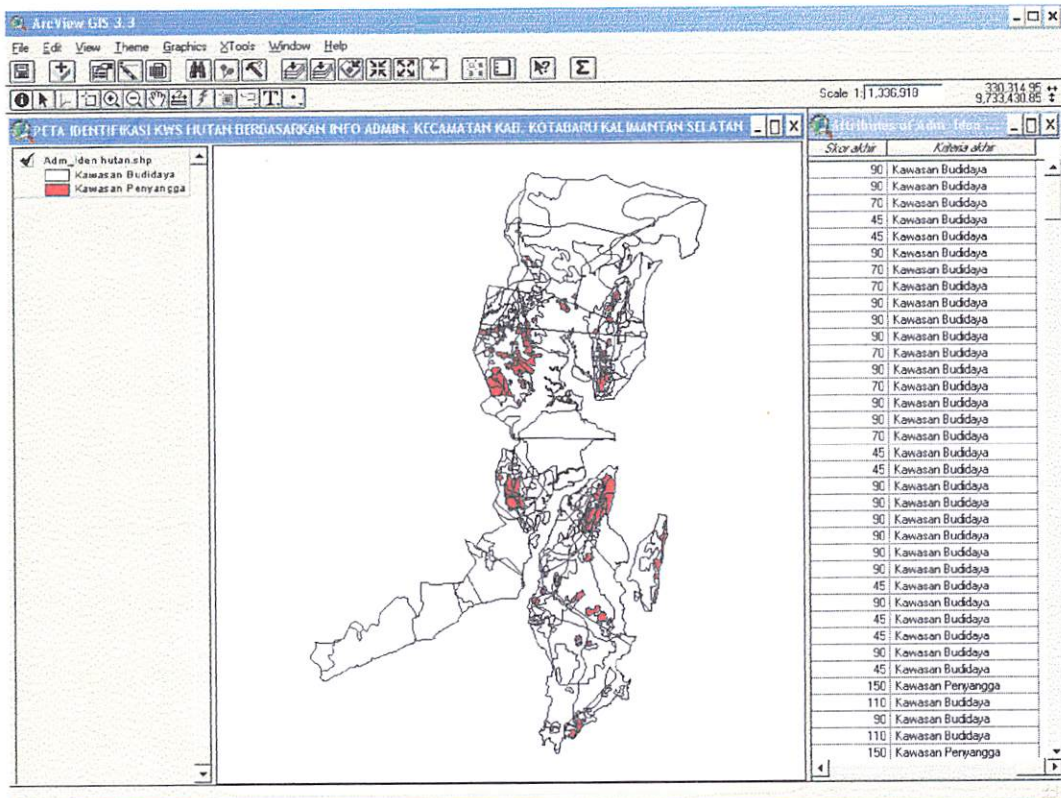 ArcView GIS 3.3
File Edit View Theme Graphics XTools Window Help
Scale 1: 1,336,918
330,314.95
9,733,430.85
PETA IDENTIFIKASI KWS HUTAN BERDASARKAN INFO ADMIN. KECAMATAN KAB. KOTABARU KALIMANTAN SELATAN
Adm_Iden hutan.shp
Kawasan Budidaya
Kawasan Penyangga
Attributes of Adm_Iden ...
Skor akhir Kriteria akhir
90 Kawasan Budidaya
90 Kawasan Budidaya
70 Kawasan Budidaya
45 Kawasan Budidaya
45 Kawasan Budidaya
90 Kawasan Budidaya
70 Kawasan Budidaya
70 Kawasan Budidaya
90 Kawasan Budidaya
90 Kawasan Budidaya
90 Kawasan Budidaya
70 Kawasan Budidaya
90 Kawasan Budidaya
70 Kawasan Budidaya
90 Kawasan Budidaya
90 Kawasan Budidaya
70 Kawasan Budidaya
45 Kawasan Budidaya
45 Kawasan Budidaya
90 Kawasan Budidaya
90 Kawasan Budidaya
90 Kawasan Budidaya
90 Kawasan Budidaya
90 Kawasan Budidaya
90 Kawasan Budidaya
45 Kawasan Budidaya
90 Kawasan Budidaya
45 Kawasan Budidaya
45 Kawasan Budidaya
90 Kawasan Budidaya
45 Kawasan Budidaya
150 Kawasan Penyangga
110 Kawasan Budidaya
90 Kawasan Budidaya
110 Kawasan Budidaya
150 Kawasan Penyangga